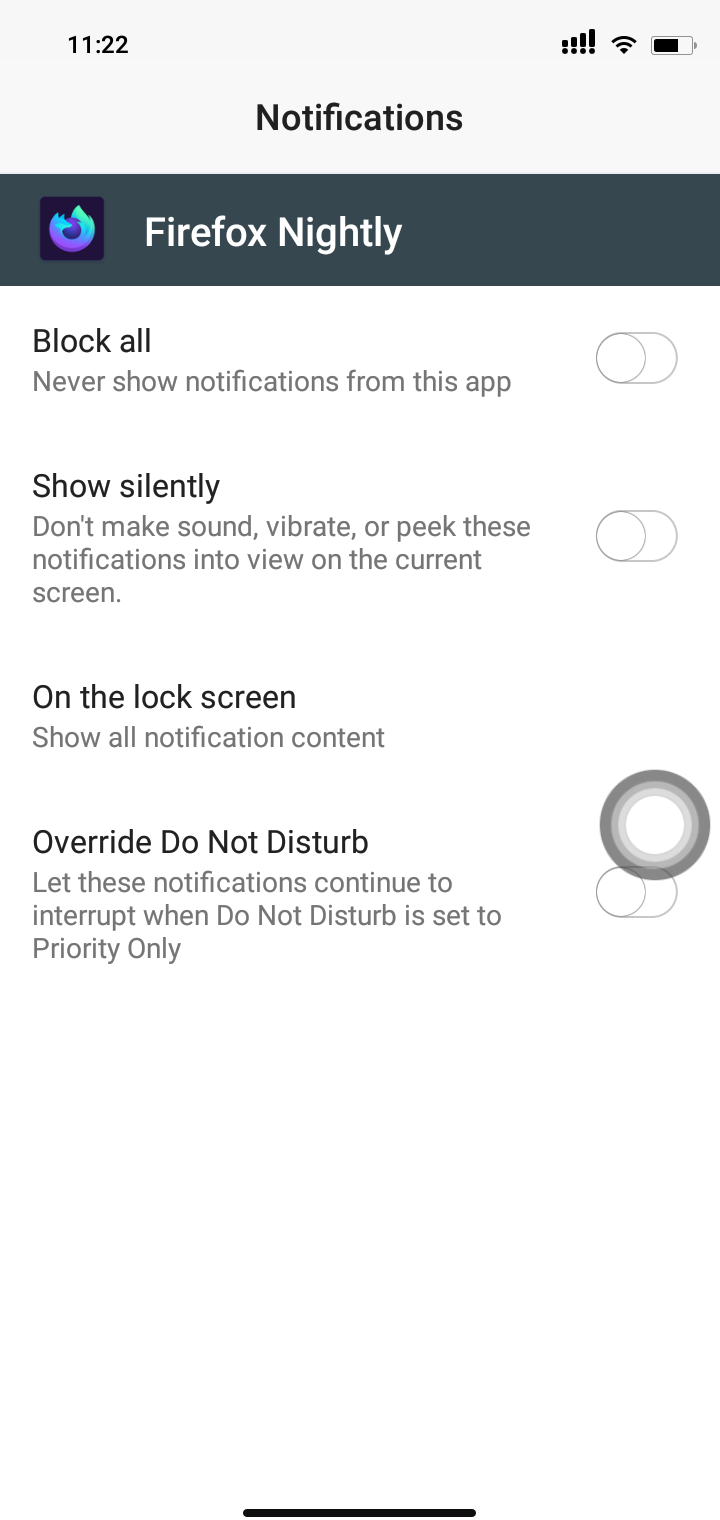 11:22
Notifications
Firefox Nightly
Block all
Never show notifications from this app
Show silently
Don't make sound, vibrate, or peek these
notifications into view on the current
screen.
On the lock screen
Show all notification content
Override Do Not Disturb
Let these notifications continue to
interrupt when Do Not Disturb is set to
Priority Only